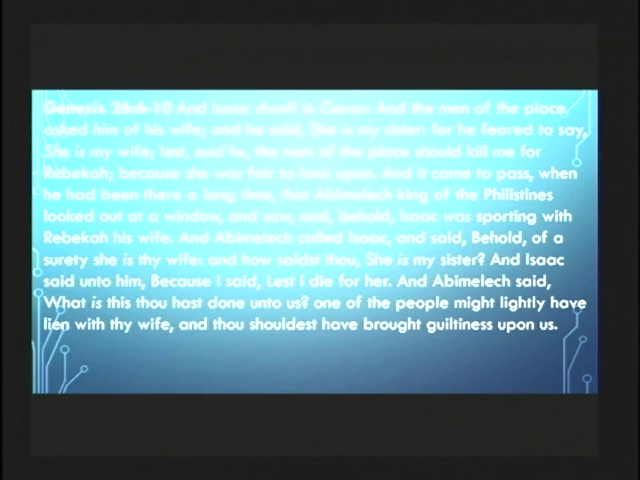 Genesis 26:6-10 And Isaac dwelt in Gerar: And the men of the place
asked him of his wife; and he said, She is my sister: for he feared to say,
She is my wife; lest, said he, the men of the place should kill me for
Rebekah; because she was fair to look upon. And it came to pass, when
he had been there a long time, that Abimelech king of the Philistines
looked out at a window, and saw, and, behold, Isaac was sporting with
Rebekah his wife. And Abimelech called Isaac, and said, Behold, of a
surety she is thy wife: and how saidst thou, She is my sister? And Isaac
said unto him, Because I said, Lest I die for her. And Abimelech said,
What is this thou hast done unto us? one of the people might lightly have
lien with thy wife, and thou shouldest have brought guiltiness upon us.